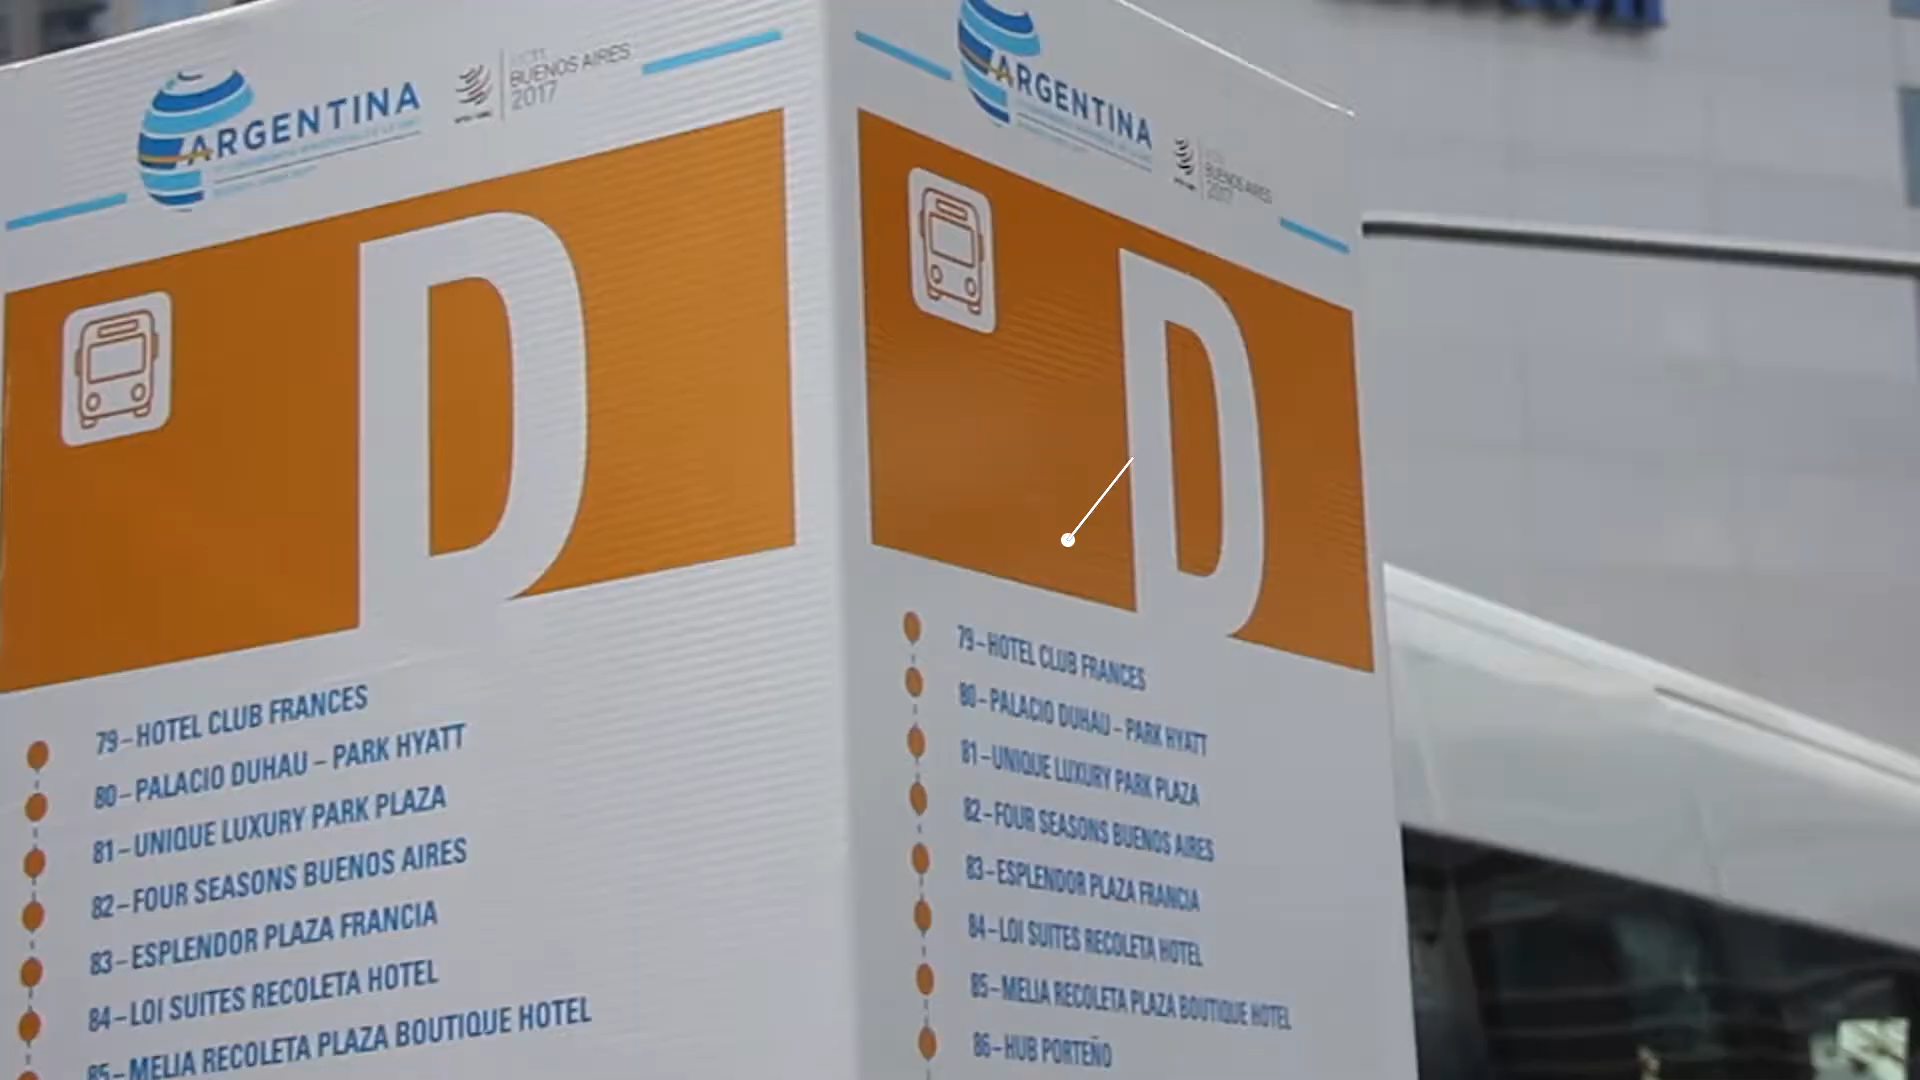 ARGENTINA
BUENOS AIRES
2017
D
79-HOTEL CLUB FRANCES
80-PALACIO DUHAU - PARK HYATT
81-UNIQUE LUXURY PARK PLAZA
82-FOUR SEASONS BUENOS AIRES
83-ESPLENDOR PLAZA FRANCIA
84-LOI SUITES RECOLETA HOTEL
85-MELIA RECOLETA PLAZA BOUTIQUE HOTEL
ARGENTINA
BUENOS AIRES
2017
D
79-HOTEL CLUB FRANCES
80-PALACIO DUHAU - PARK HYATT
81-UNIQUE LUXURY PARK PLAZA
82-FOUR SEASONS BUENOS AIRES
83-ESPLENDOR PLAZA FRANCIA
84-LOI SUITES RECOLETA HOTEL
85-MELIA RECOLETA PLAZA BOUTIQUE HOTEL
86-HUB PORTEÑO